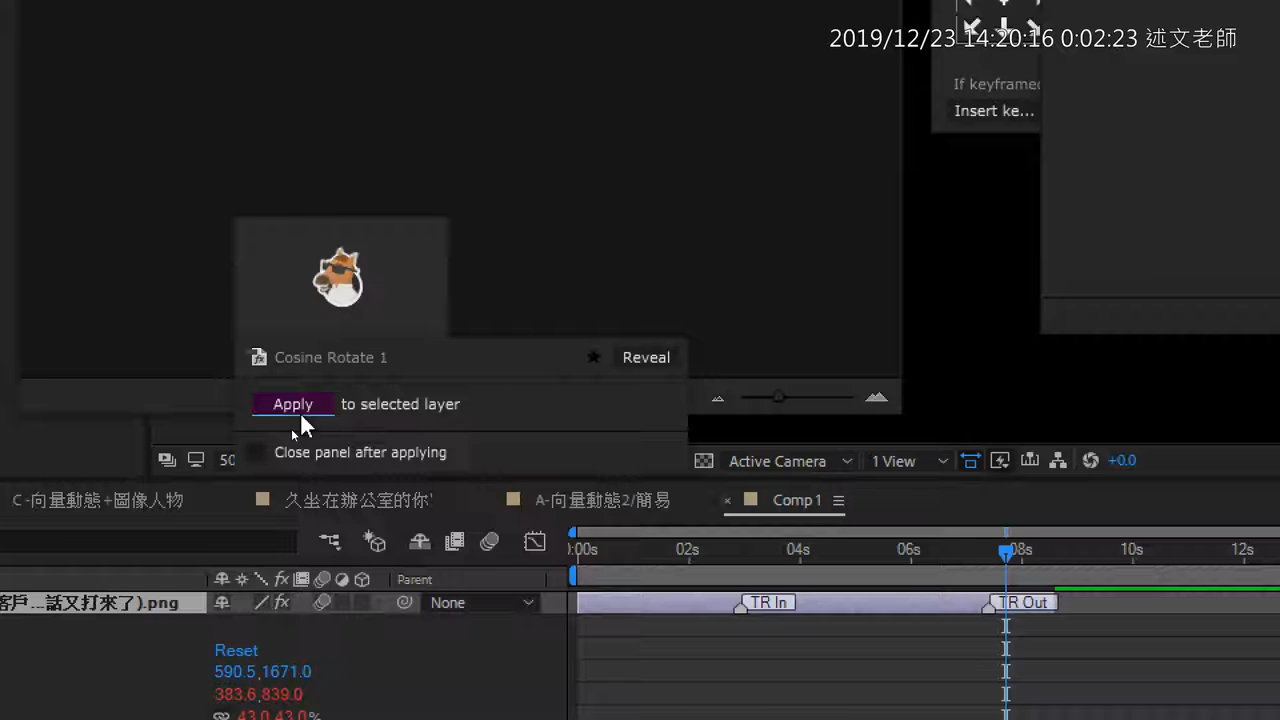 2019/12/23 14:20:16 0:02:23 述文老師
If keyframed
Insert ke...
Cosine Rotate 1
Reveal
Apply to selected layer
Close panel after applying
50
Active Camera
1 View
+0.0
C -向量動態+圖像人物
久坐在辦公室的你'
A-向量動態2/簡易
× Comp 1
:00s 02s 04s 06s 08s 10s 12s
fx
Parent
客戶...話又打來了).png
fx
None
TR In
TR Out
Reset
590.5,1671.0
383.6,839.0
43.0,43.0%